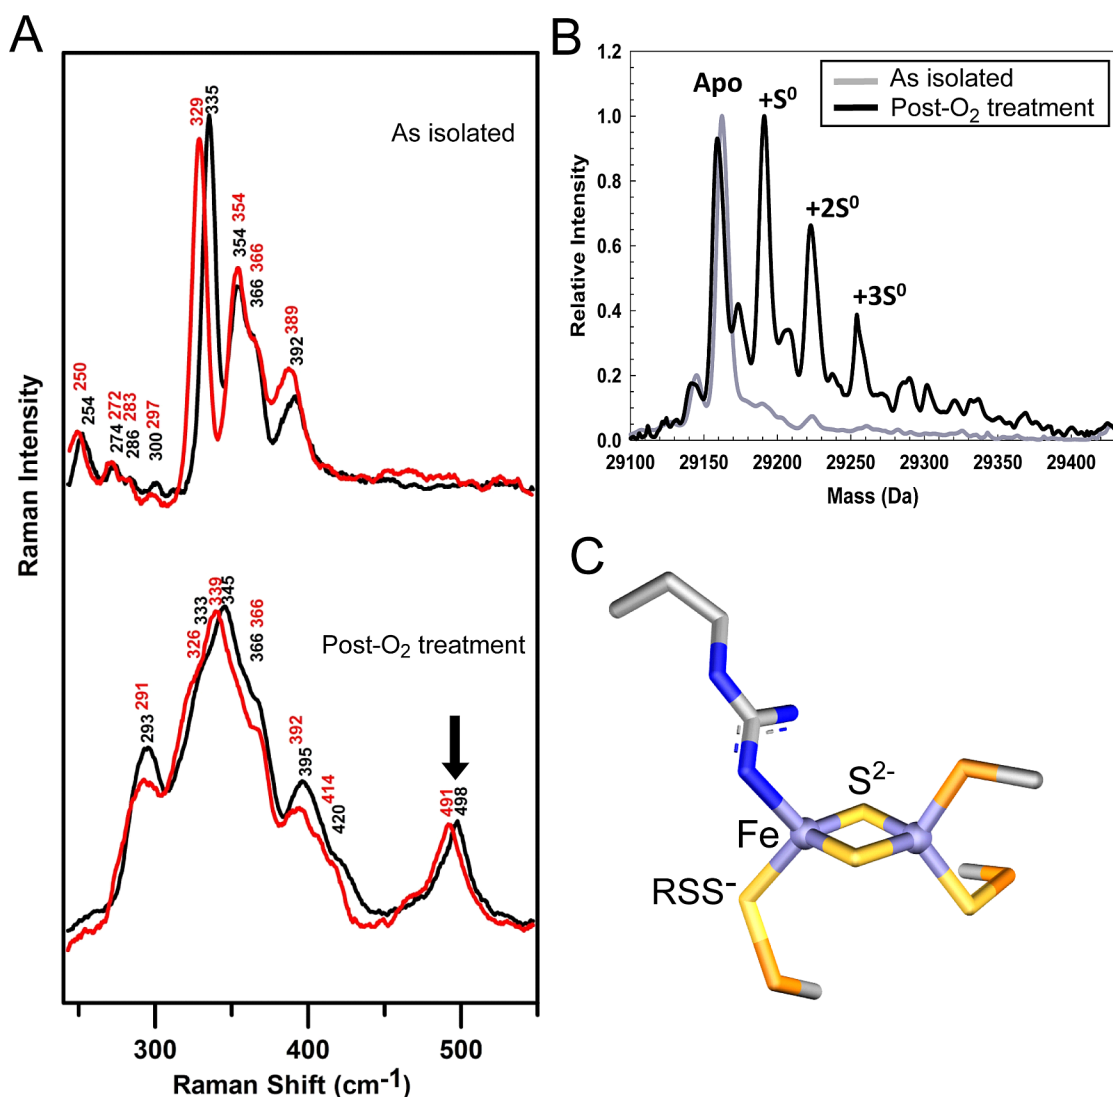 A
329
335
As isolated
354
354
366
366
389
392
250
254
274
272
286
283
300
297
Post-O2 treatment
291
293
326
333
339
345
366
366
392
395
414
420
491
498
Raman Intensity
300
400
500
Raman Shift (cm-1)
B
As isolated
Post-O2 treatment
Apo
+S0
+2S0
+3S0
1.2
1.0
0.8
0.6
0.4
0.2
0.0
Relative Intensity
29100
29150
29200
29250
29300
29350
29400
Mass (Da)
C
S2-
Fe
RSS-